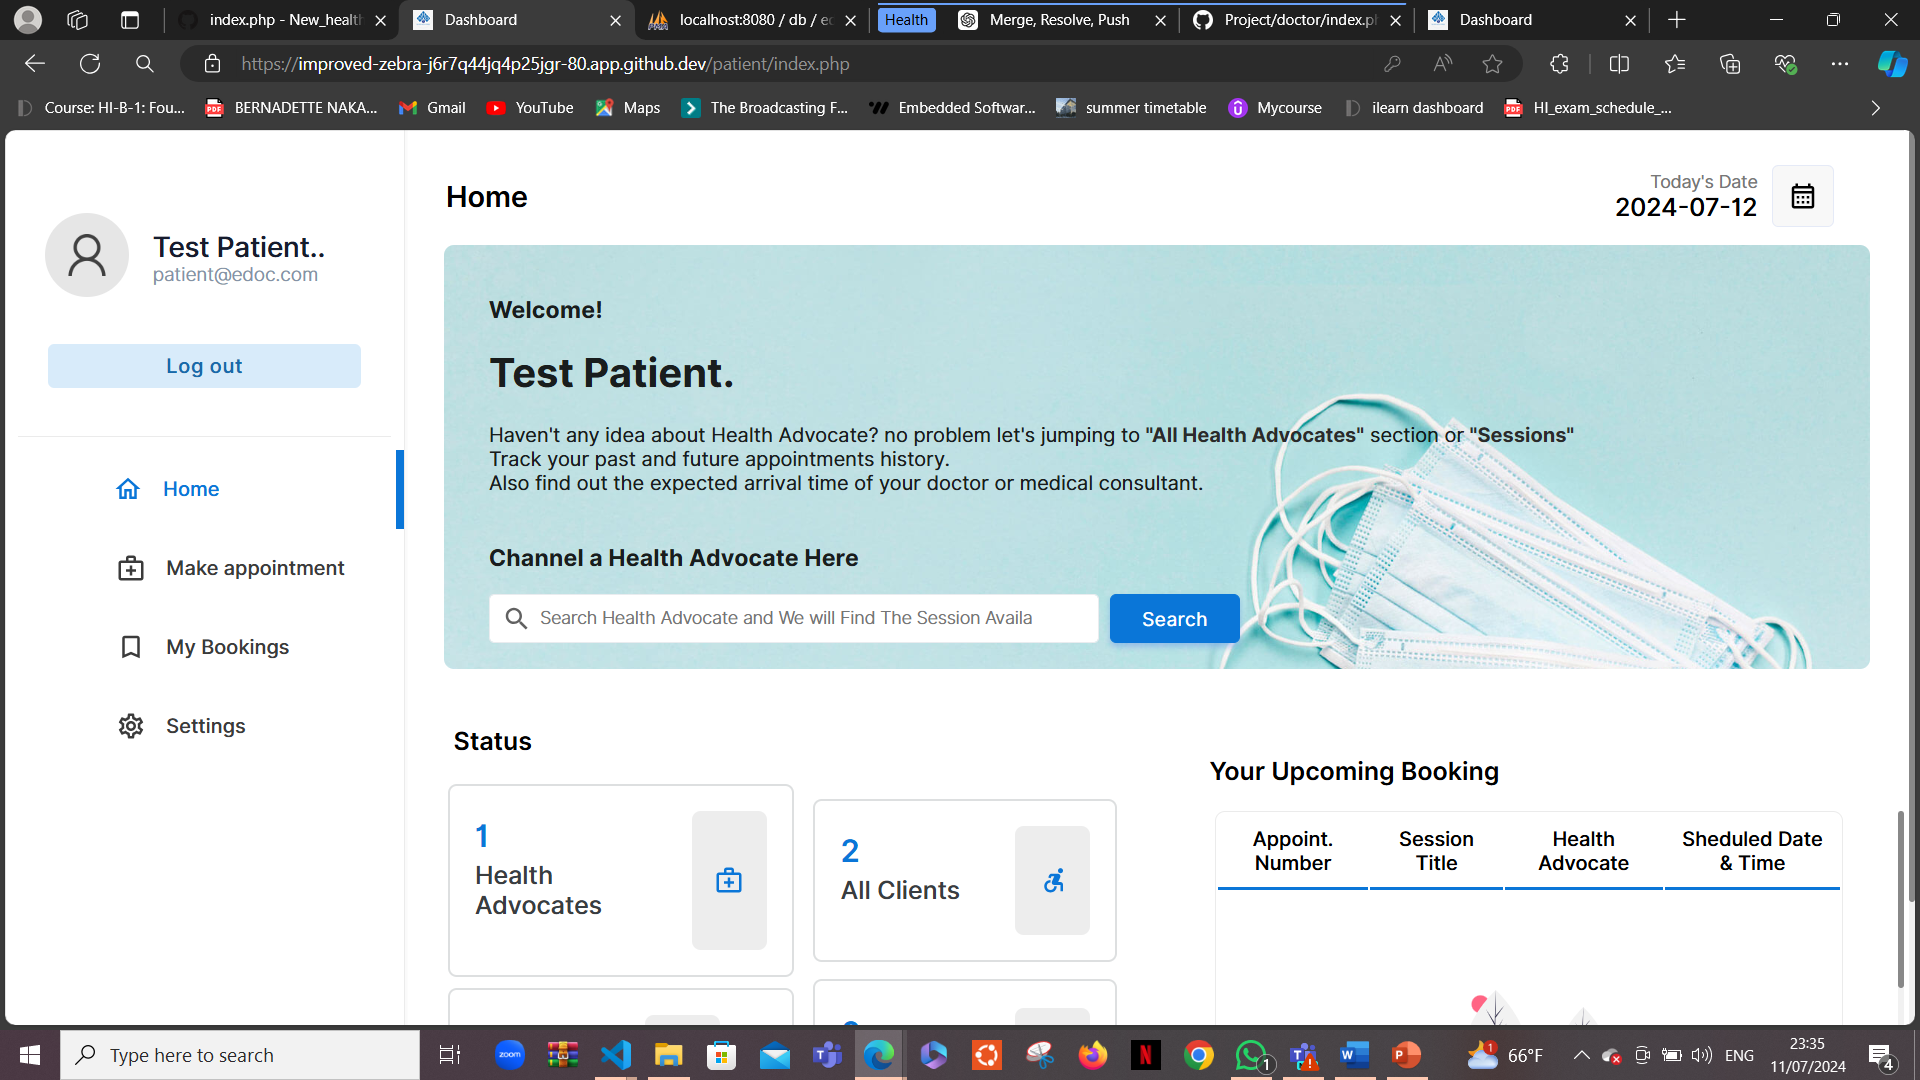 index.php - New_healt
Dashboard
localhost:8080 / db / ec
Health
Merge, Resolve, Push
Project/doctor/index.ph
Dashboard
https://improved-zebra-j6r7q44jq4p25jgr-80.app.github.dev/patient/index.php
Course: HI-B-1: Fou...
BERNADETTE NAKA...
Gmail
YouTube
Maps
The Broadcasting F...
Embedded Softwar...
summer timetable
Mycourse
ilearn dashboard
HI_exam_schedule_...
Test Patient..
patient@edoc.com
Log out
Home
Make appointment
My Bookings
Settings
Home
Today's Date
2024-07-12
Welcome!
Test Patient.
Haven't any idea about Health Advocate? no problem let's jumping to "All Health Advocates" section or "Sessions"
Track your past and future appointments history.
Also find out the expected arrival time of your doctor or medical consultant.
Channel a Health Advocate Here
Search Health Advocate and We will Find The Session Availa
Search
Status
1
Health
Advocates
2
All Clients
Your Upcoming Booking
Appoint.
Number
Session
Title
Health
Advocate
Sheduled Date
& Time
Type here to search
zoom
1
1
66°F
ENG
23:35
11/07/2024
4